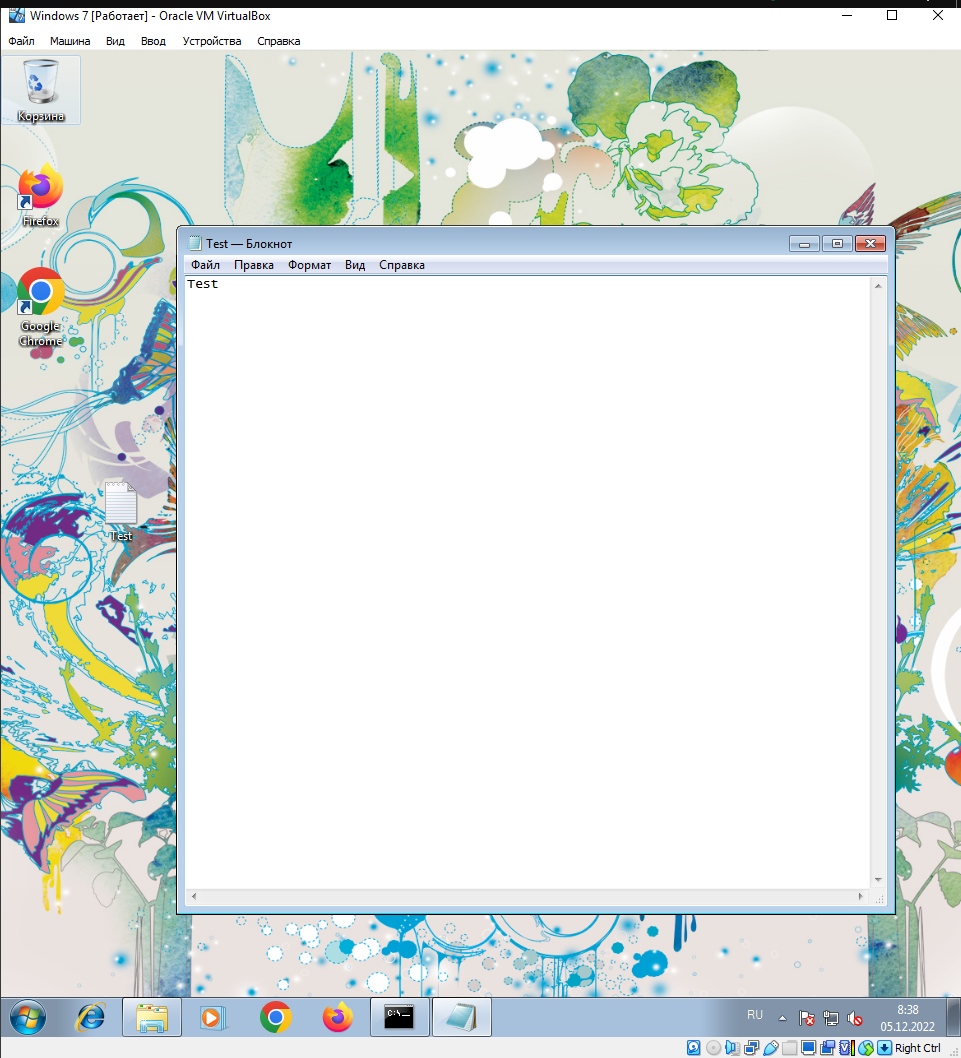 Windows 7 [Работает] - Oracle VM VirtualBox
Файл Машина Вид Ввод Устройства Справка
Корзина
Firefox
Google
Chrome
Test
Test — Блокнот
Файл Правка Формат Вид Справка
Test
C:\
RU
8:38
05.12.2022
Right Ctrl